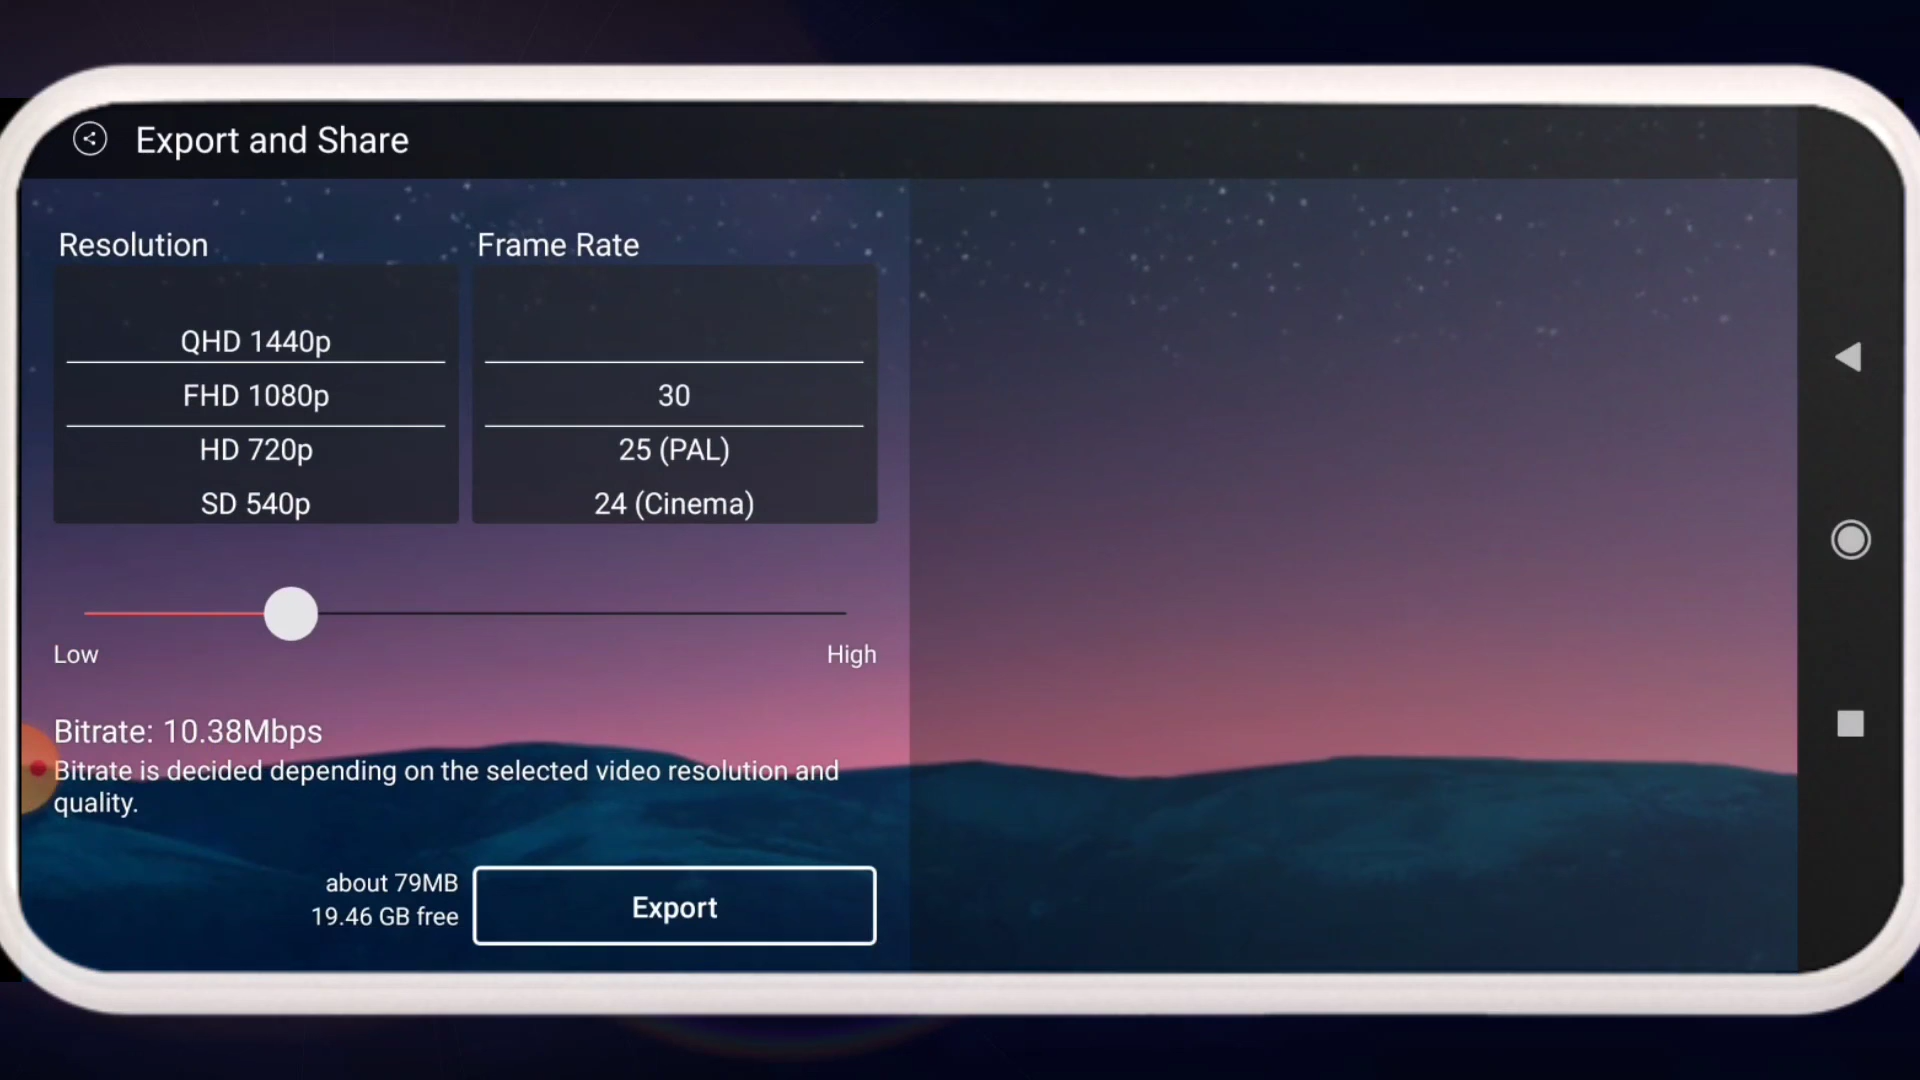 Export and Share
Resolution
Frame Rate
QHD 1440p
FHD 1080p
30
HD 720p
25 (PAL)
SD 540p
24 (Cinema)
Low
High
Bitrate: 10.38Mbps
Bitrate is decided depending on the selected video resolution and
quality.
about 79MB
19.46 GB free
Export